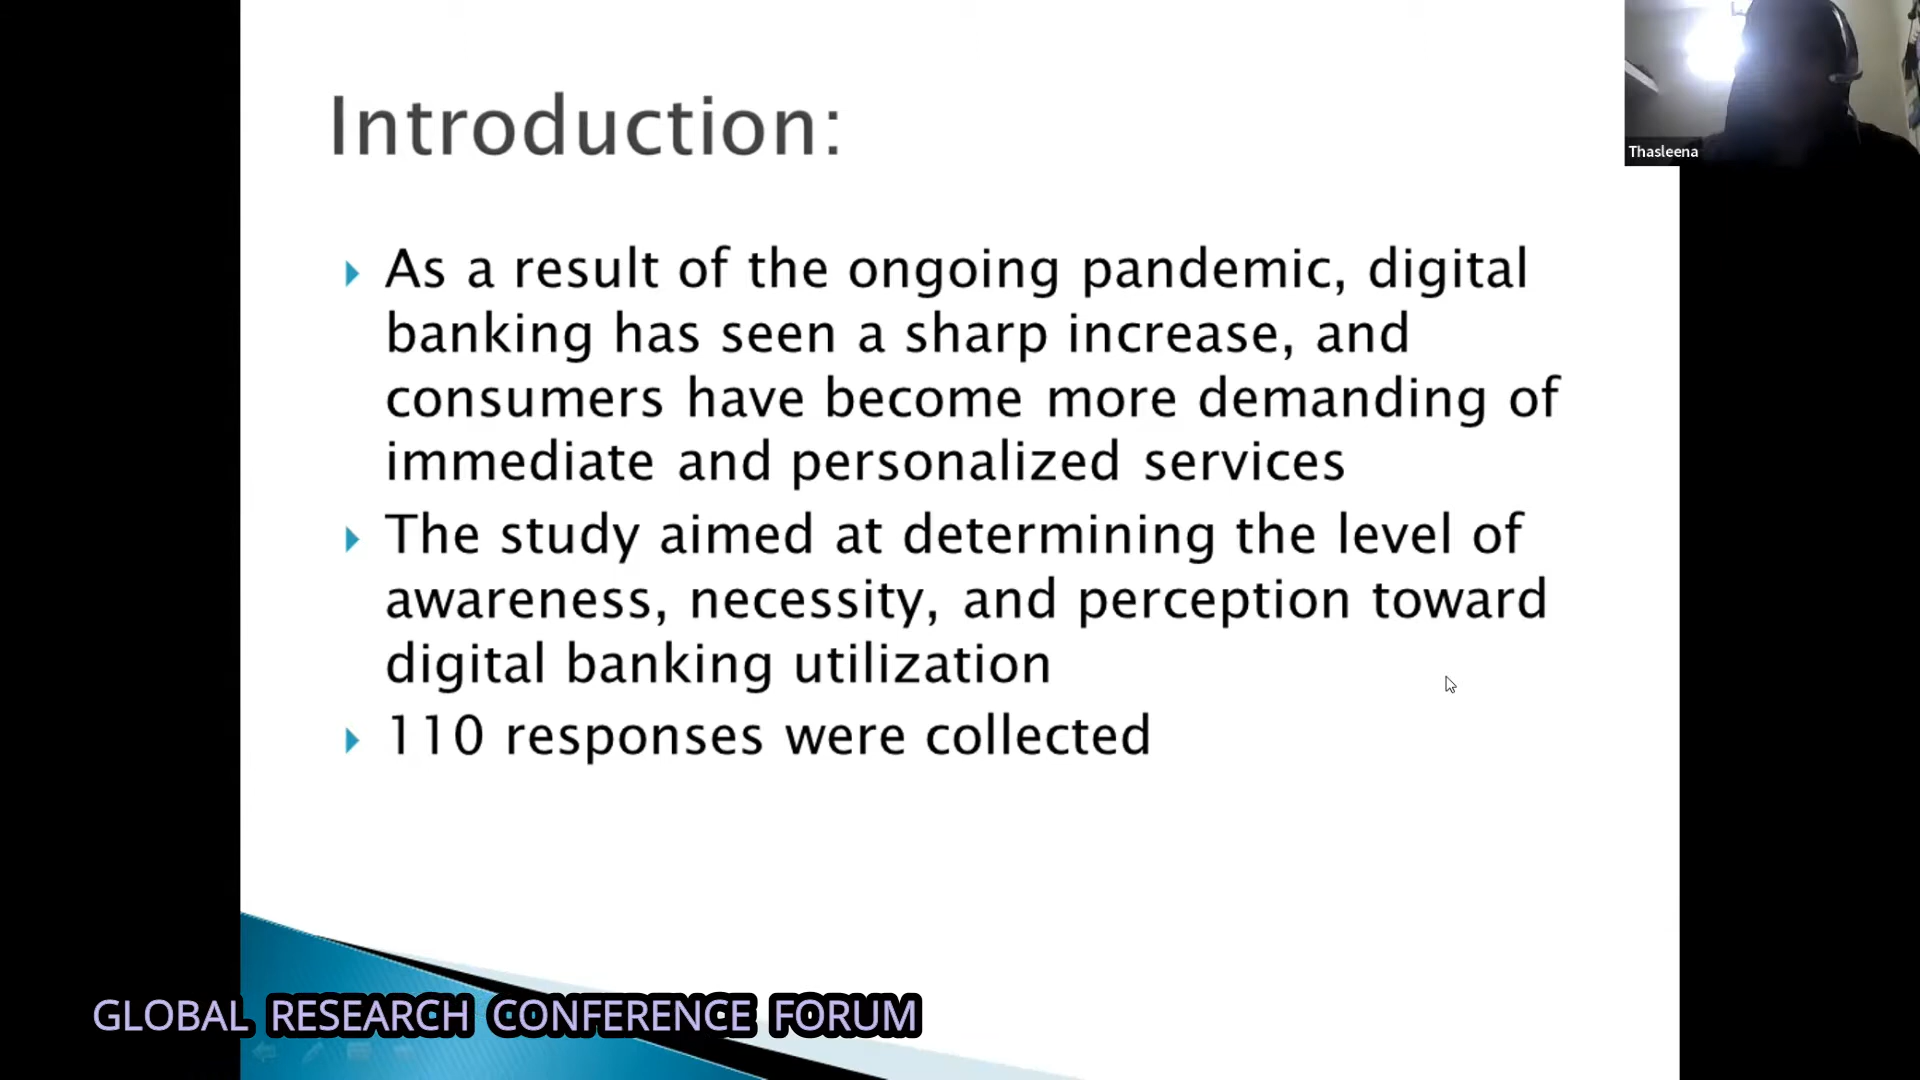 Introduction:
As a result of the ongoing pandemic, digital
banking has seen a sharp increase, and
consumers have become more demanding of
immediate and personalized services
The study aimed at determining the level of
awareness, necessity, and perception toward
digital banking utilization
110 responses were collected
Thasleena
GLOBAL RESEARCH CONFERENCE FORUM